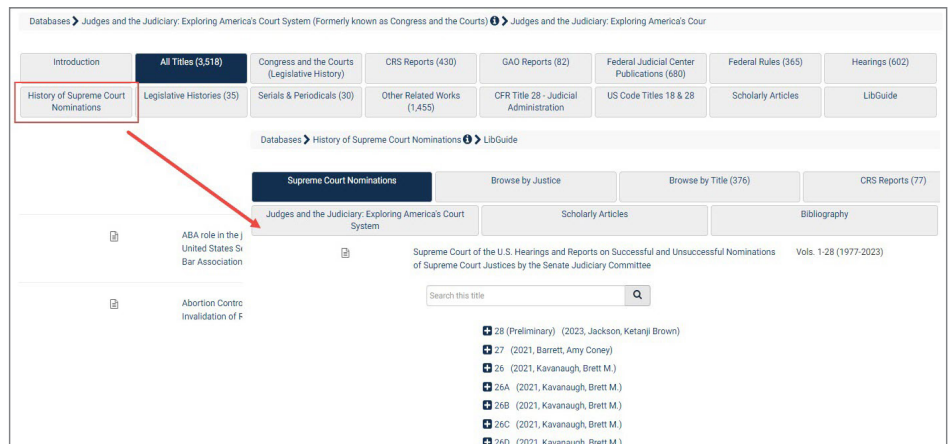 Databases > Judges and the Judiciary: Exploring America's Court System (Formerly known as Congress and the Courts) > Judges and the Judiciary: Exploring America's Cour
Introduction
All Titles (3,518)
Congress and the Courts
(Legislative History)
CRS Reports (430)
GAO Reports (82)
Federal Judicial Center
Publications (680)
Federal Rules (365)
Hearings (602)
History of Supreme Court
Nominations
Legislative Histories (35)
Serials & Periodicals (30)
Other Related Works
(1,455)
CFR Title 28 - Judicial
Administration
US Code Titles 18 & 28
Scholarly Articles
LibGuide
Databases > History of Supreme Court Nominations > LibGuide
Supreme Court Nominations
Browse by Justice
Browse by Title (376)
CRS Reports (77)
Judges and the Judiciary: Exploring America's Court
System
Scholarly Articles
Bibliography
ABA role in the j
United States Se
Bar Association
Supreme Court of the U.S. Hearings and Reports on Successful and Unsuccessful Nominations
of Supreme Court Justices by the Senate Judiciary Committee
Vols. 1-28 (1977-2023)
Search this title
Abortion Contro
Invalidation of F
28 (Preliminary) (2023, Jackson, Ketanji Brown)
27 (2021, Barrett, Amy Coney)
26 (2021, Kavanaugh, Brett M.)
26A (2021, Kavanaugh, Brett M.)
26B (2021, Kavanaugh, Brett M.)
26C (2021, Kavanaugh, Brett M.)
26D (2021, Kavanaugh, Brett M.)